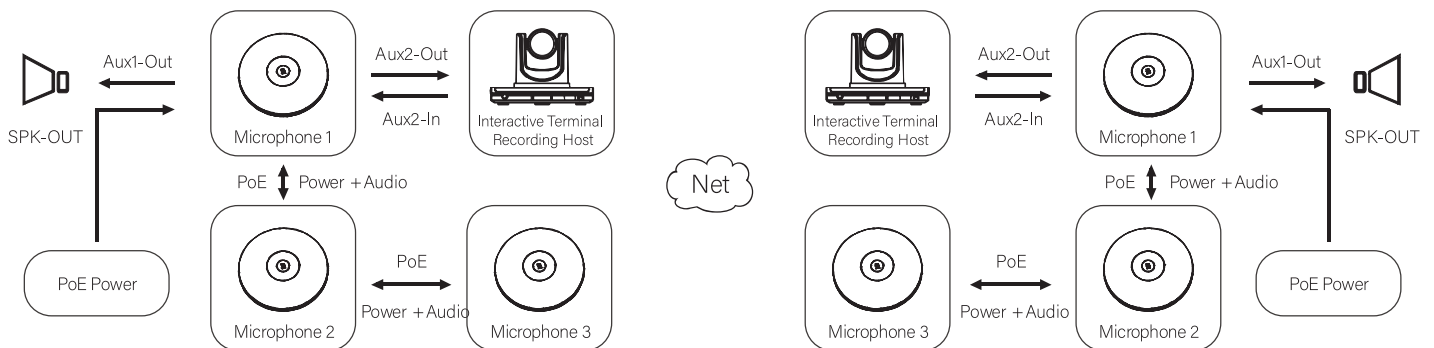 Aux1-Out
SPK-OUT
Microphone 1
Aux2-Out
Aux2-In
Interactive Terminal
Recording Host
PoE
Power + Audio
PoE Power
Microphone 2
PoE
Power + Audio
Microphone 3
Net
Interactive Terminal
Recording Host
Aux2-Out
Aux2-In
Microphone 1
Aux1-Out
SPK-OUT
PoE
Power + Audio
Microphone 3
PoE
Power + Audio
Microphone 2
PoE Power